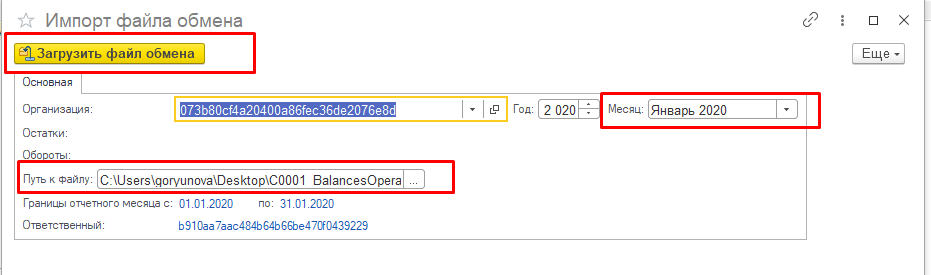 Импорт файла обмена
Загрузить файл обмена
Еще
Основная
Организация: 073b80cf4a20400a86fec36de2076e8d Год: 2 020 Месяц: Январь 2020
Остатки:
Обороты:
Путь к файлу: C:\Users\goryunova\Desktop\C0001_BalancesOpera ...
Границы отчетного месяца с: 01.01.2020 по: 31.01.2020
Ответственный: b910aa7aac484b64b66be470f0439229